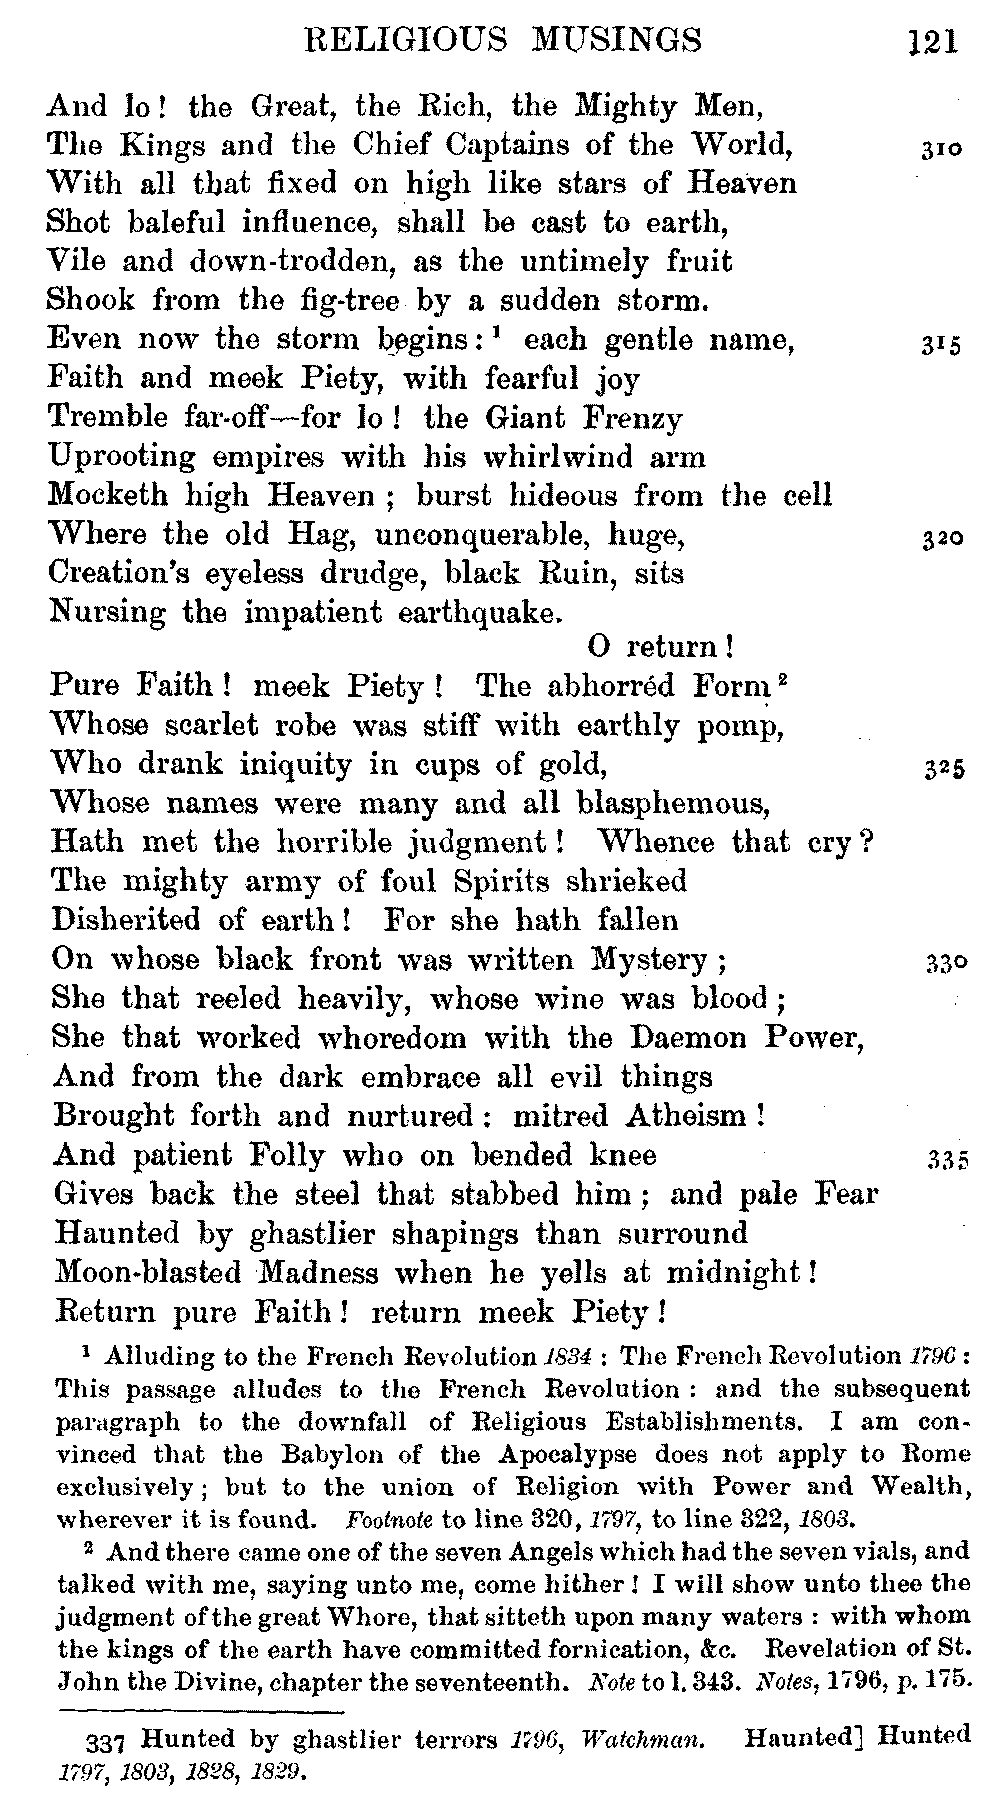 RELIGIOUS MUSINGS 121
And lo! the Great, the Rich, the Mighty Men,
The Kings and the Chief Captains of the World, 310
With all that fixed on high like stars of Heaven
Shot baleful influence, shall be cast to earth,
Vile and down-trodden, as the untimely fruit
Shook from the fig-tree by a sudden storm.
Even now the storm begins:¹ each gentle name, 315
Faith and meek Piety, with fearful joy
Tremble far-off—for lo! the Giant Frenzy
Uprooting empires with his whirlwind arm
Mocketh high Heaven; burst hideous from the cell
Where the old Hag, unconquerable, huge, 320
Creation's eyeless drudge, black Ruin, sits
Nursing the impatient earthquake.
O return!
Pure Faith! meek Piety! The abhorréd Form²
Whose scarlet robe was stiff with earthly pomp,
Who drank iniquity in cups of gold, 325
Whose names were many and all blasphemous,
Hath met the horrible judgment! Whence that cry?
The mighty army of foul Spirits shrieked
Disherited of earth! For she hath fallen
On whose black front was written Mystery; 330
She that reeled heavily, whose wine was blood;
She that worked whoredom with the Daemon Power,
And from the dark embrace all evil things
Brought forth and nurtured: mitred Atheism!
And patient Folly who on bended knee 335
Gives back the steel that stabbed him; and pale Fear
Haunted by ghastlier shapings than surround
Moon-blasted Madness when he yells at midnight!
Return pure Faith! return meek Piety!
¹ Alluding to the French Revolution 1834: The French Revolution 1796:
This passage alludes to the French Revolution: and the subsequent
paragraph to the downfall of Religious Establishments. I am con-
vinced that the Babylon of the Apocalypse does not apply to Rome
exclusively; but to the union of Religion with Power and Wealth,
wherever it is found. Footnote to line 320, 1797, to line 322, 1803.
² And there came one of the seven Angels which had the seven vials, and
talked with me, saying unto me, come hither! I will show unto thee the
judgment of the great Whore, that sitteth upon many waters: with whom
the kings of the earth have committed fornication, &c. Revelation of St.
John the Divine, chapter the seventeenth. Note to l. 343. Notes, 1796, p. 175.
337 Hunted by ghastlier terrors 1796, Watchman. Haunted] Hunted
1797, 1803, 1828, 1829.